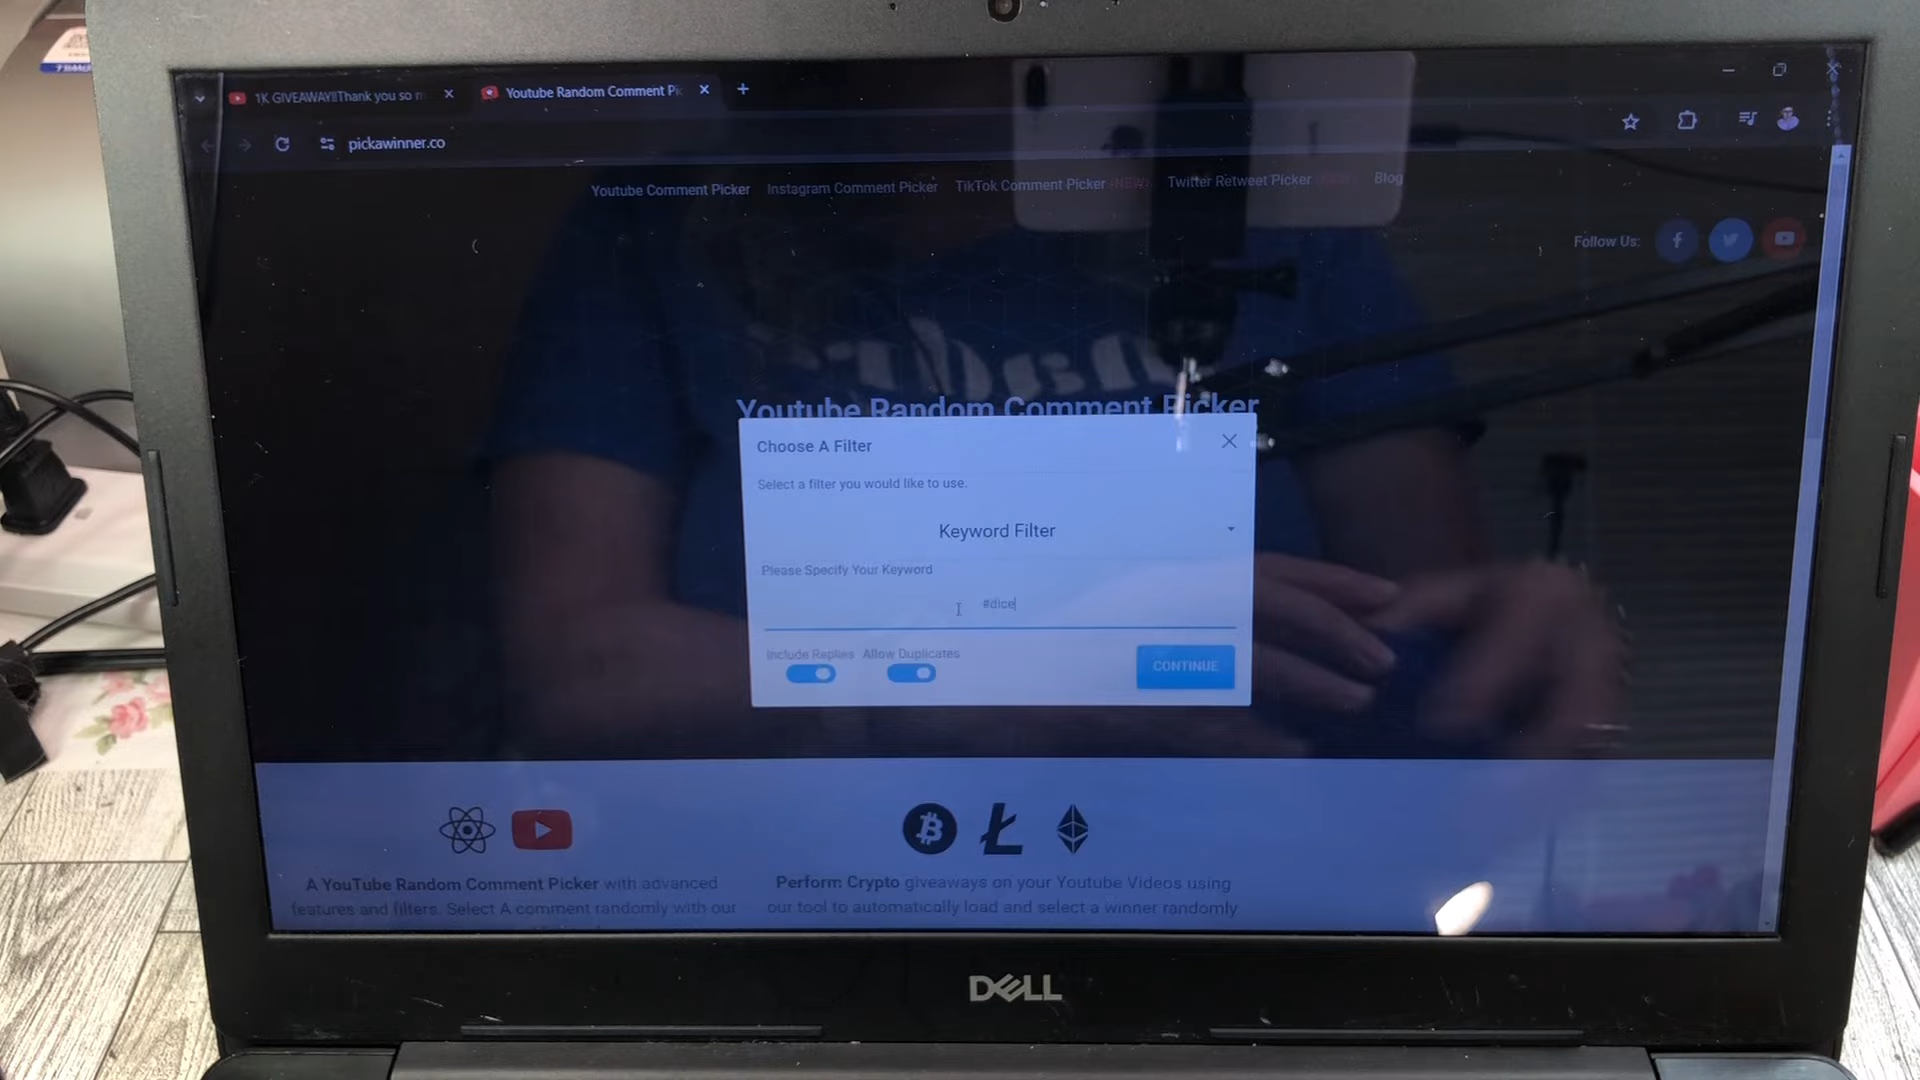 1K GIVEAWAY!!Thank you so m
Youtube Random Comment Pi
pickawinner.co
Youtube Comment Picker
Instagram Comment Picker
TikTok Comment Picker (NEW)
Twitter Retweet Picker
Blog
Follow Us:
Youtube Random Comment Picker
Choose A Filter
Select a filter you would like to use.
Keyword Filter
Please Specify Your Keyword
#dice
Include Replies
Allow Duplicates
CONTINUE
A YouTube Random Comment Picker with advanced
features and filters. Select A comment randomly with our
Perform Crypto giveaways on your Youtube Videos using
our tool to automatically load and select a winner randomly
DELL